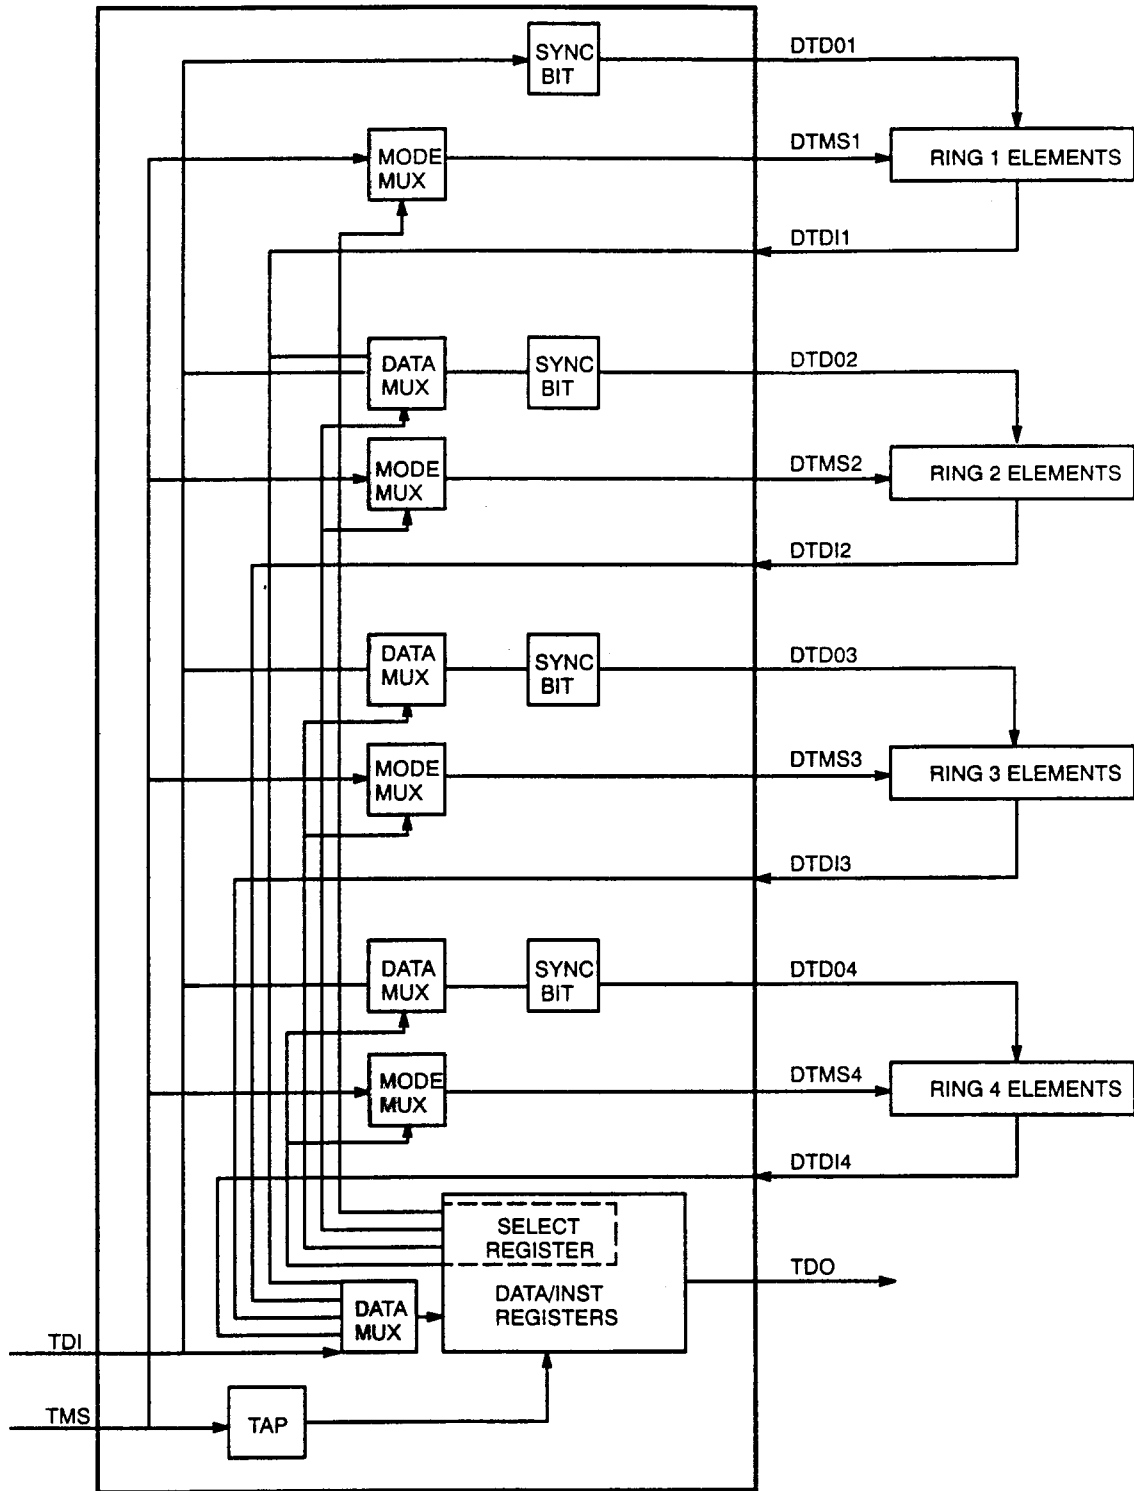 SYNC
BIT
DTD01
MODE
MUX
DTMS1
RING 1 ELEMENTS
DTDI1
DATA
MUX
SYNC
BIT
DTD02
MODE
MUX
DTMS2
RING 2 ELEMENTS
DTDI2
DATA
MUX
SYNC
BIT
DTD03
MODE
MUX
DTMS3
RING 3 ELEMENTS
DTDI3
DATA
MUX
SYNC
BIT
DTD04
MODE
MUX
DTMS4
RING 4 ELEMENTS
DTDI4
SELECT
REGISTER
DATA/INST
REGISTERS
TDO
DATA
MUX
TDI
TMS
TAP